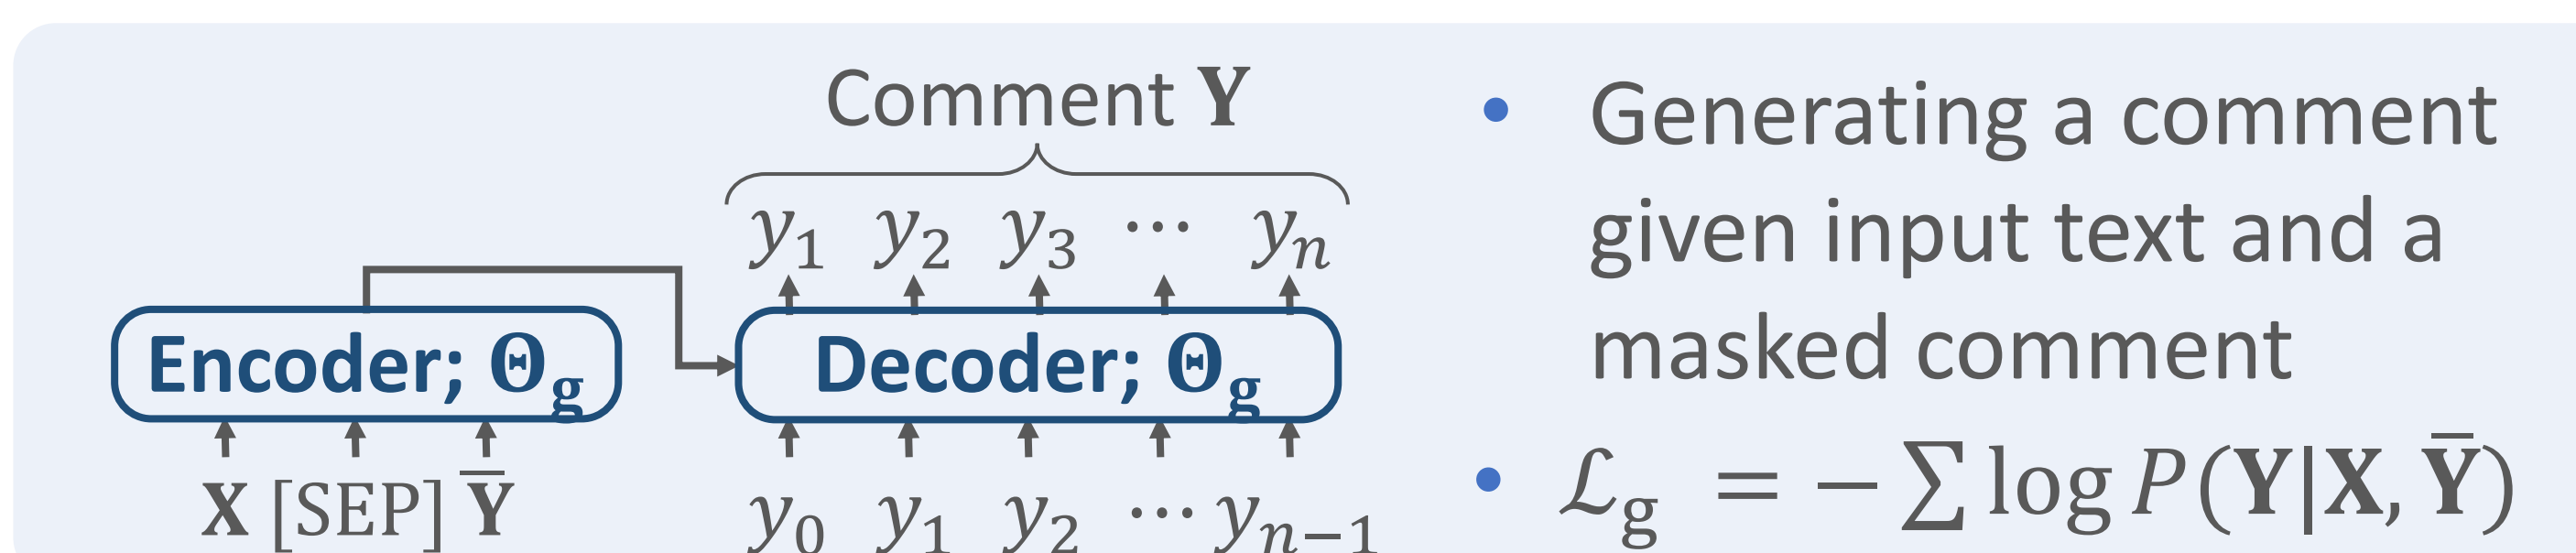 Comment Y
y₁ y₂ y₃ ⋯ yₙ
Encoder; Θg
Decoder; Θg
X [SEP] Y̅
y₀ y₁ y₂ ⋯ yₙ₋₁
• Generating a comment
given input text and a
masked comment
• ℒg = − ∑ log P(Y|X, Y̅)